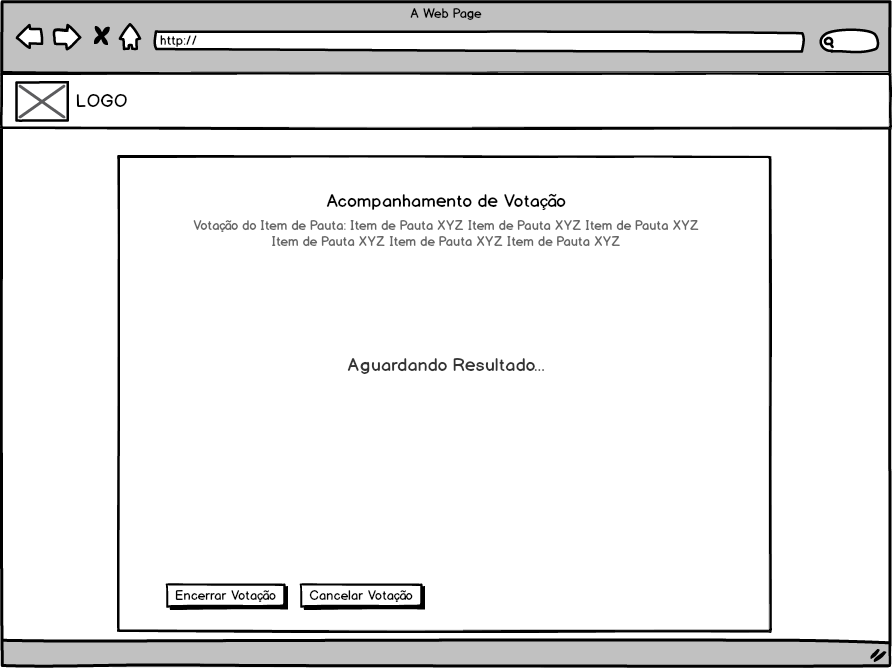 A Web Page
http://
LOGO
Acompanhamento de Votação
Votação do Item de Pauta: Item de Pauta XYZ Item de Pauta XYZ Item de Pauta XYZ
Item de Pauta XYZ Item de Pauta XYZ Item de Pauta XYZ
Aguardando Resultado...
Encerrar Votação
Cancelar Votação